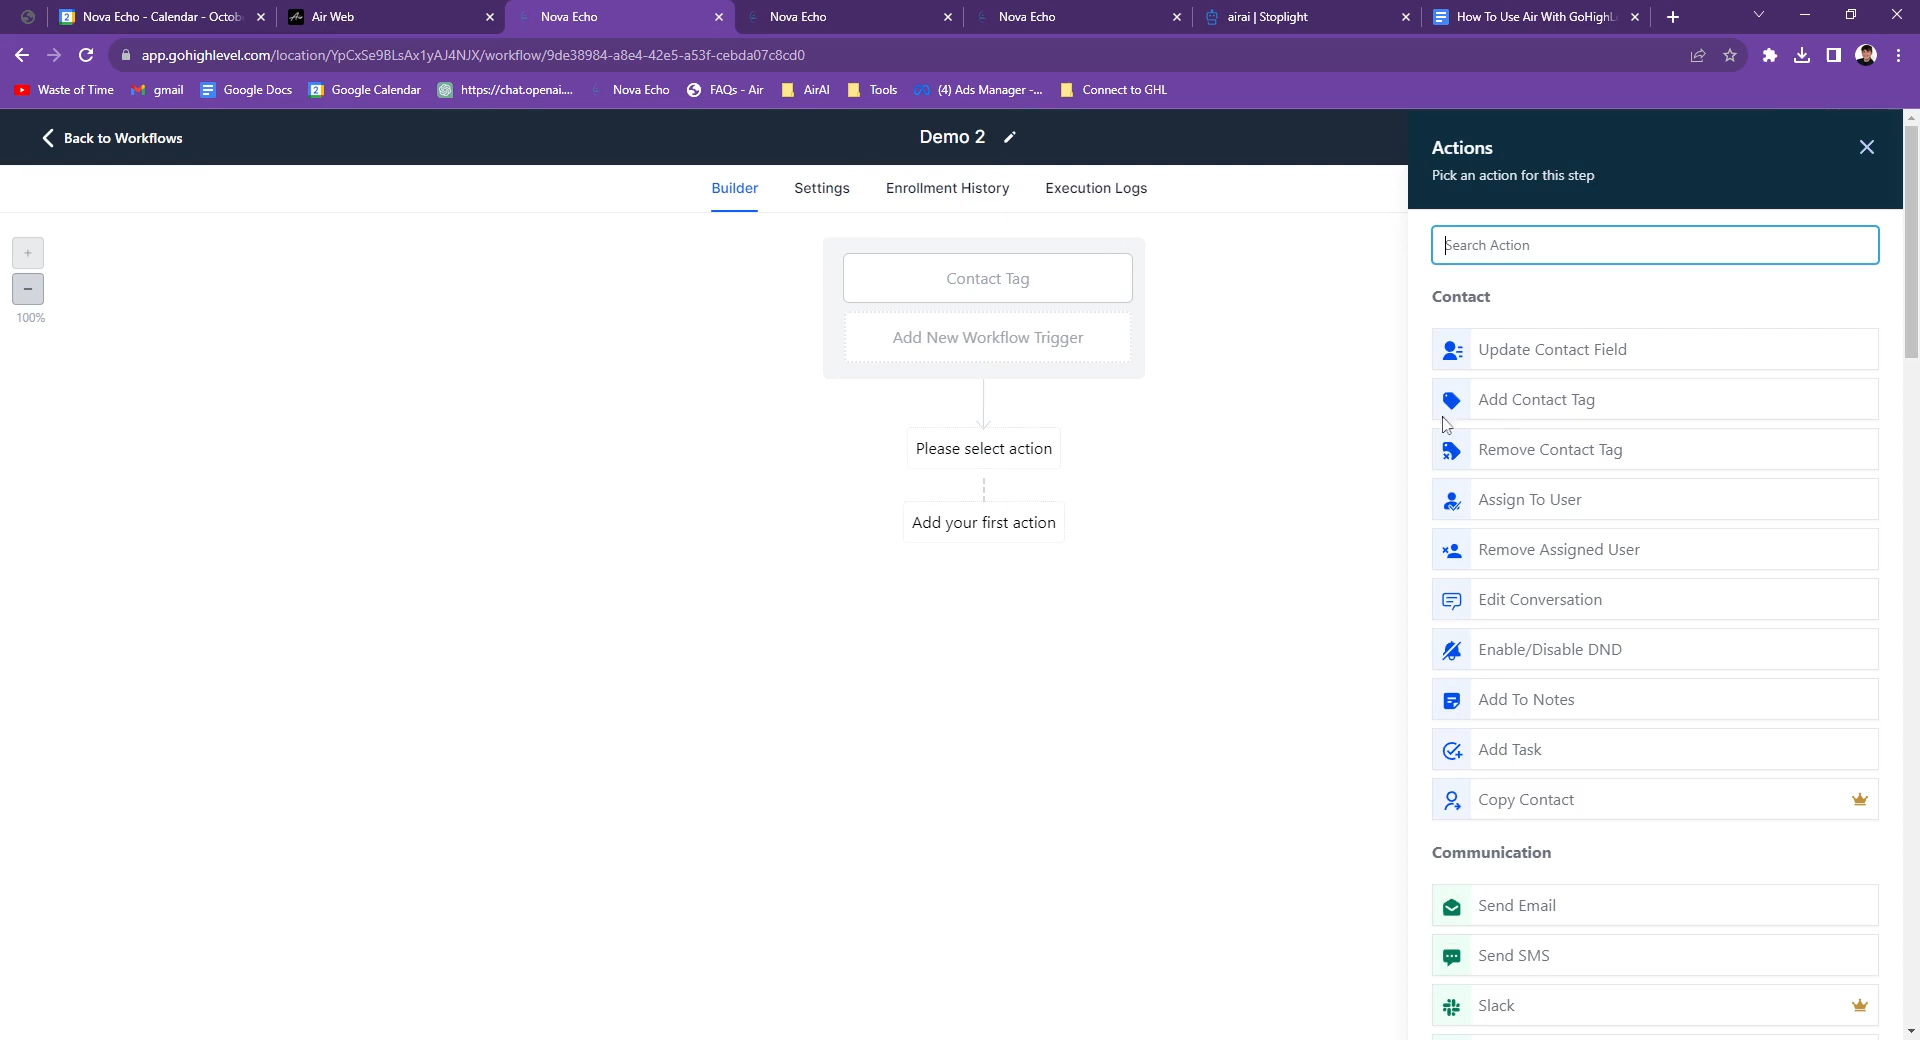 Nova Echo - Calendar - Octob
Air Web
Nova Echo
Nova Echo
Nova Echo
airai | Stoplight
How To Use Air With GoHighL
app.gohighlevel.com/location/YpCxSe9BLsAx1yAJ4NJX/workflow/9de38984-a8e4-42e5-a53f-cebda07c8cd0
Waste of Time
gmail
Google Docs
Google Calendar
https://chat.openai....
Nova Echo
FAQs - Air
AirAI
Tools
(4) Ads Manager -...
Connect to GHL
Back to Workflows
Demo 2
Builder
Settings
Enrollment History
Execution Logs
100%
Contact Tag
Add New Workflow Trigger
Please select action
Add your first action
Actions
Pick an action for this step
Search Action
Contact
Update Contact Field
Add Contact Tag
Remove Contact Tag
Assign To User
Remove Assigned User
Edit Conversation
Enable/Disable DND
Add To Notes
Add Task
Copy Contact
Communication
Send Email
Send SMS
Slack